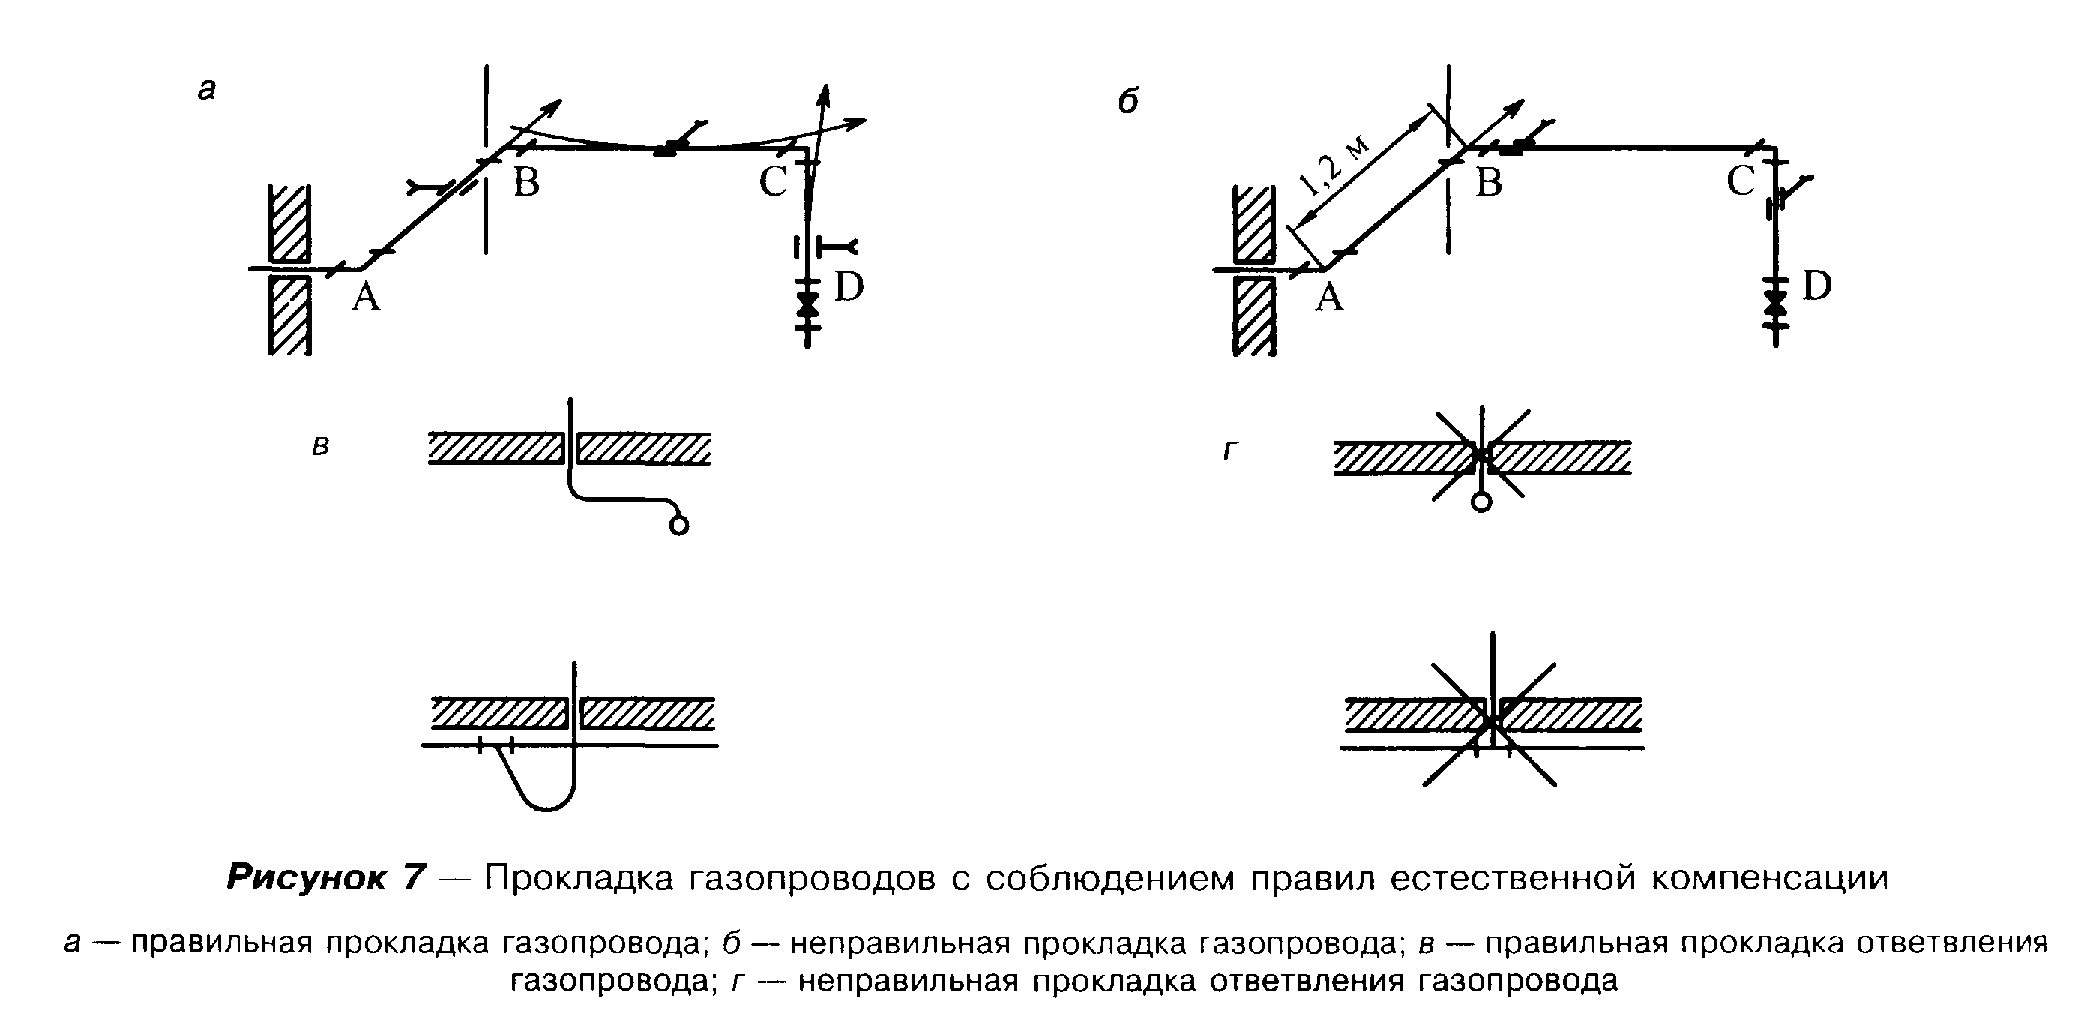 а
б
1,2 м
B
C
A
D
B
C
A
D
в
г
Рисунок 7 — Прокладка газопроводов с соблюдением правил естественной компенсации
а — правильная прокладка газопровода; б — неправильная прокладка газопровода; в — правильная прокладка ответвления
газопровода; г — неправильная прокладка ответвления газопровода